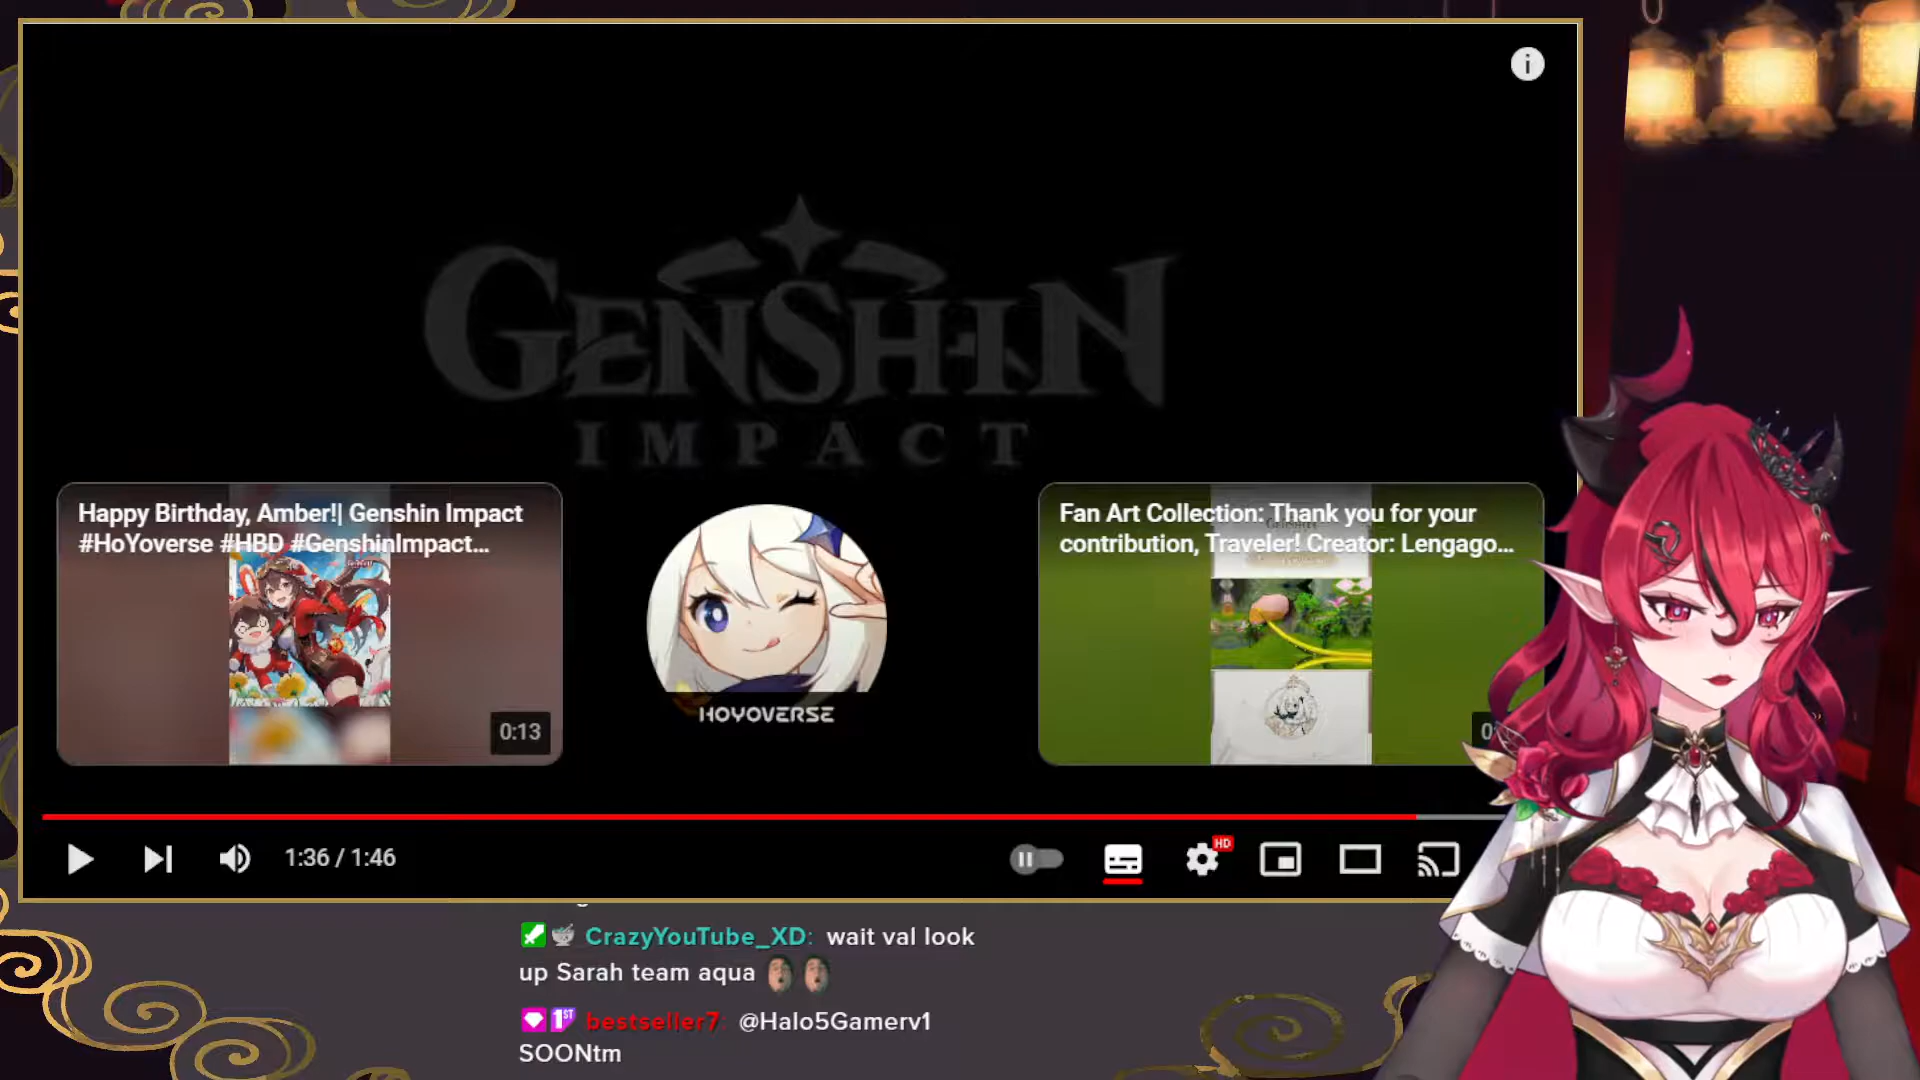 GENSHIN
IMPACT
Happy Birthday, Amber!| Genshin Impact
#HoYoverse #HBD #GenshinImpact...
0:13
HOYOVERSE
Fan Art Collection: Thank you for your
contribution, Traveler! Creator: Lengago...
1:36 / 1:46
HD
CrazyYouTube_XD: wait val look
up Sarah team aqua
1ST bestseller7: @Halo5Gamerv1
SOONtm